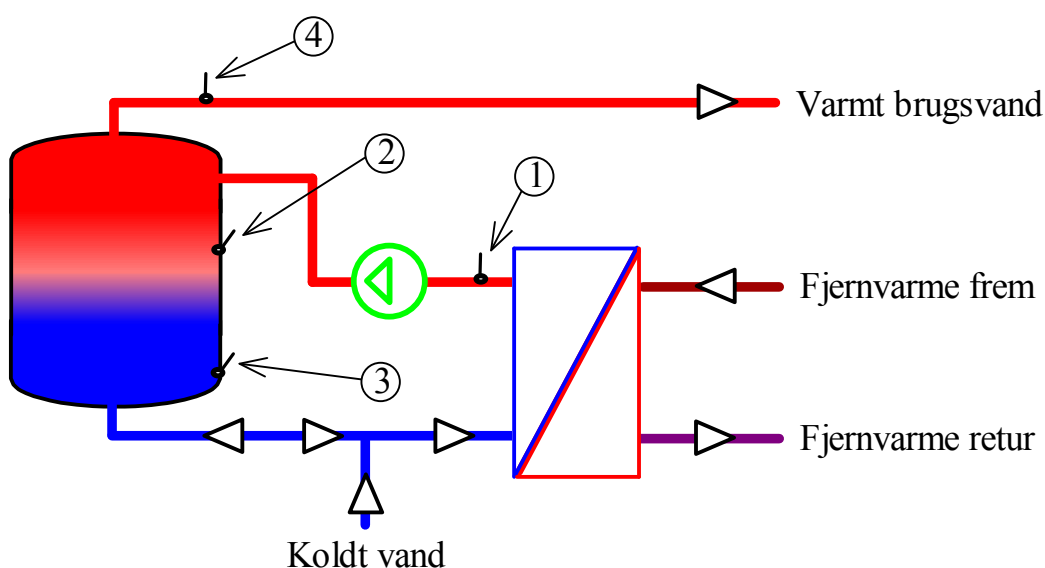 4
Varmt brugsvand
2
1
Fjernvarme frem
3
Fjernvarme retur
Koldt vand